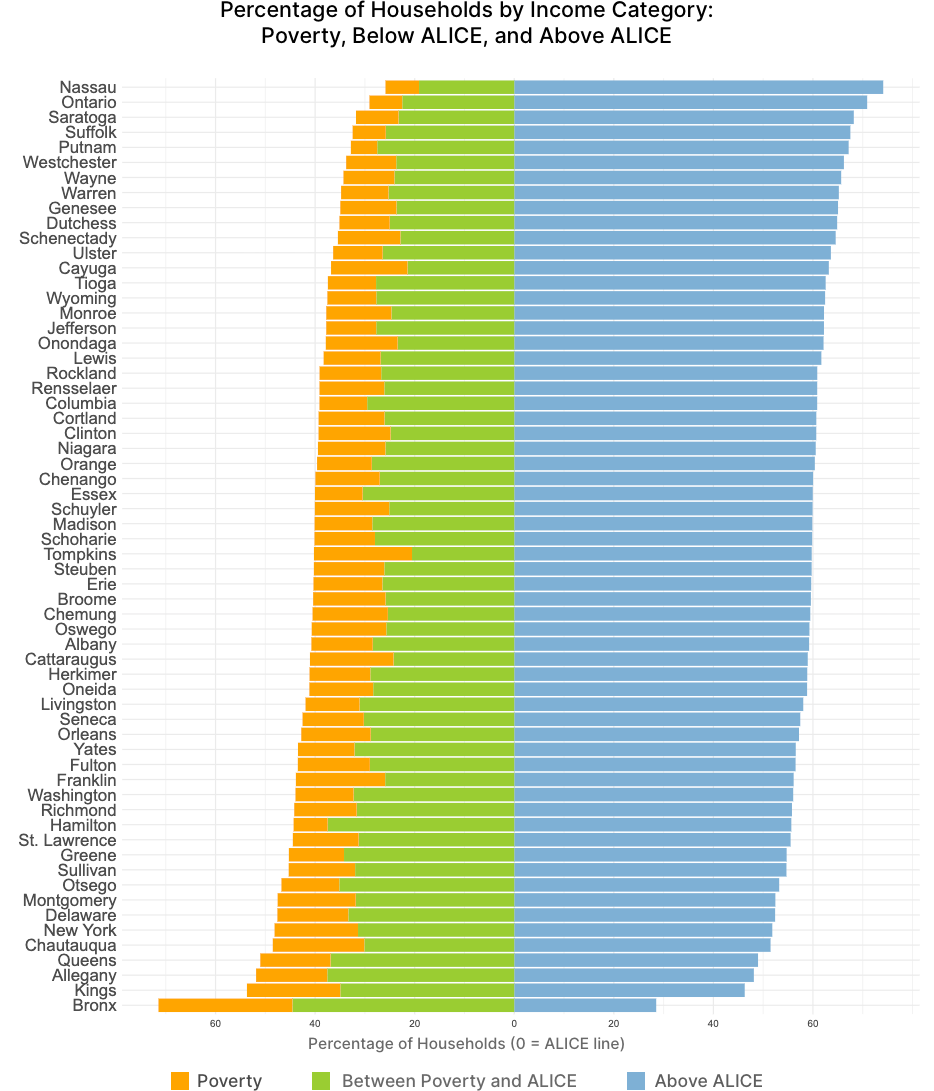 Percentage of Households by Income Category:
Poverty, Below ALICE, and Above ALICE
Nassau
Ontario
Saratoga
Suffolk
Putnam
Westchester
Wayne
Warren
Genesee
Dutchess
Schenectady
Ulster
Cayuga
Tioga
Wyoming
Monroe
Jefferson
Onondaga
Lewis
Rockland
Rensselaer
Columbia
Cortland
Clinton
Niagara
Orange
Chenango
Essex
Schuyler
Madison
Schoharie
Tompkins
Steuben
Erie
Broome
Chemung
Oswego
Albany
Cattaraugus
Herkimer
Oneida
Livingston
Seneca
Orleans
Yates
Fulton
Franklin
Washington
Richmond
Hamilton
St. Lawrence
Greene
Sullivan
Otsego
Montgomery
Delaware
New York
Chautauqua
Queens
Allegany
Kings
Bronx
60 40 20 0 20 40 60
Percentage of Households (0 = ALICE line)
Poverty Between Poverty and ALICE Above ALICE